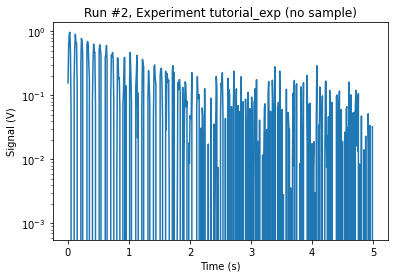 Run #2, Experiment tutorial_exp (no sample)
Signal (V)
10⁰
10⁻¹
10⁻²
10⁻³
0 1 2 3 4 5
Time (s)